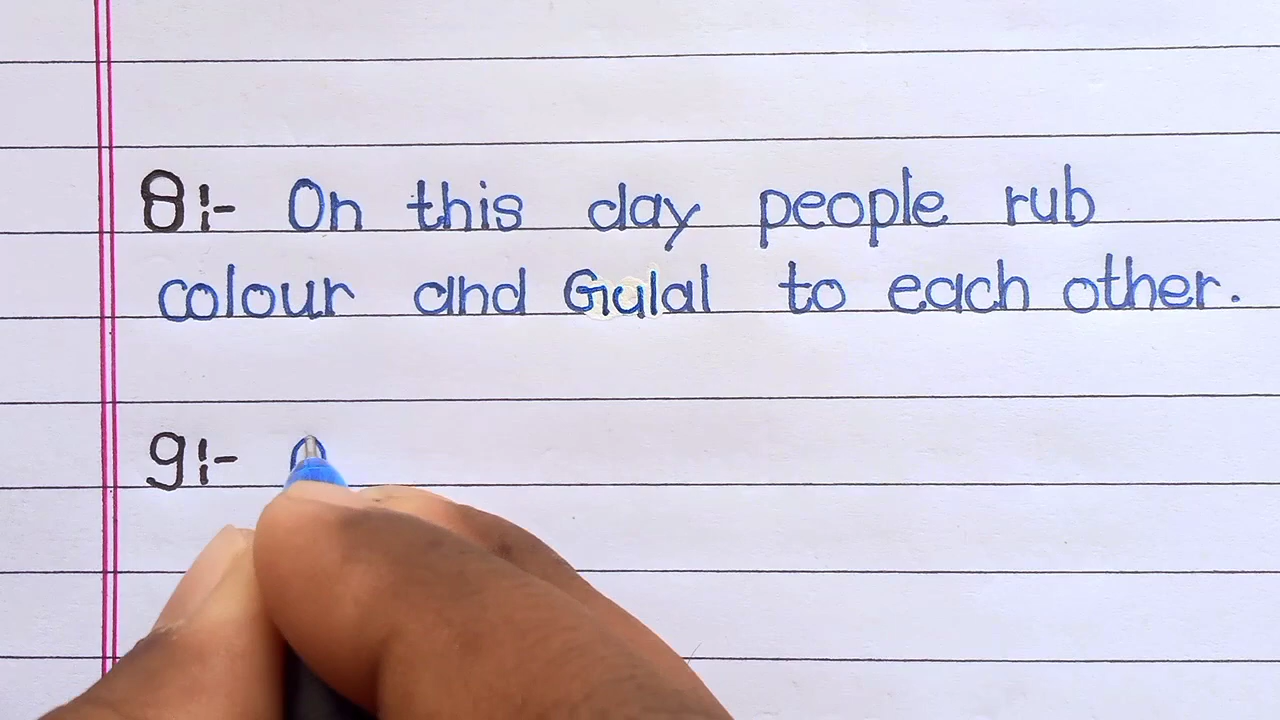 8:- On this day people rub
colour and Gulal to each other.
9:-